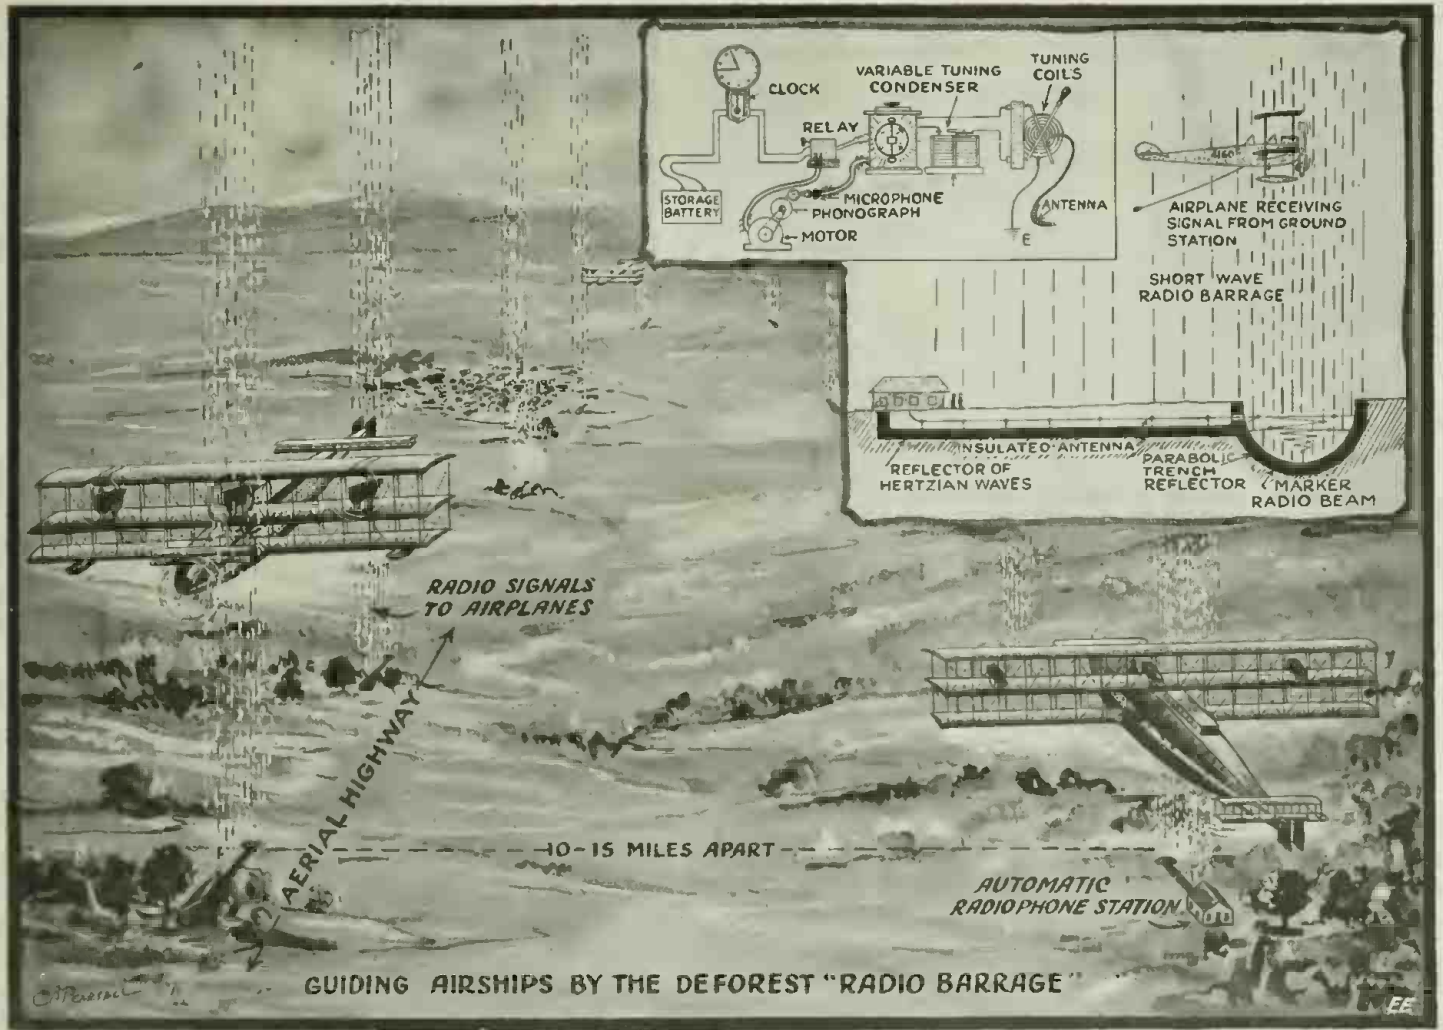 CLOCK
VARIABLE TUNING
CONDENSER
TUNING
COILS
RELAY
STORAGE
BATTERY
MICROPHONE
PHONOGRAPH
MOTOR
ANTENNA
E
AIRPLANE RECEIVING
SIGNAL FROM GROUND
STATION
SHORT WAVE
RADIO BARRAGE
INSULATED ANTENNA
REFLECTOR OF
HERTZIAN WAVES
PARABOLIC
TRENCH
REFLECTOR
MARKER
RADIO BEAM
RADIO SIGNALS
TO AIRPLANES
AERIAL HIGHWAY
10-15 MILES APART
AUTOMATIC
RADIOPHONE STATION
GUIDING AIRSHIPS BY THE DEFOREST "RADIO BARRAGE"
EE